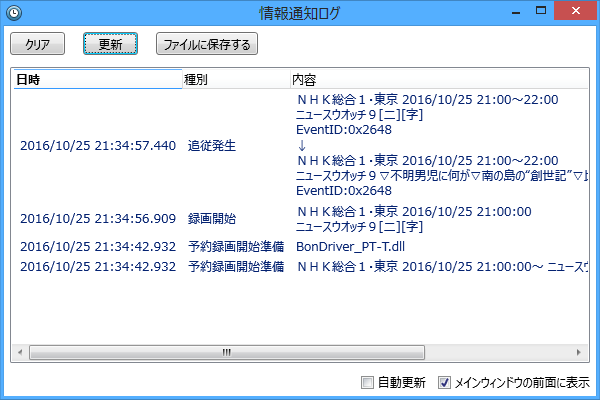 情報通知ログ
クリア 更新 ファイルに保存する
日時 種別 内容
ＮＨＫ総合１・東京 2016/10/25 21:00～22:00
ニュースウオッチ９[二][字]
EventID:0x2648
2016/10/25 21:34:57.440 追従発生 ↓
ＮＨＫ総合１・東京 2016/10/25 21:00～22:00
ニュースウオッチ９▽不明男児に何が▽南の島の“創世記”▽
EventID:0x2648
2016/10/25 21:34:56.909 録画開始 ＮＨＫ総合１・東京 2016/10/25 21:00:00
ニュースウオッチ９[二][字]
2016/10/25 21:34:42.932 予約録画開始準備 BonDriver_PT-T.dll
2016/10/25 21:34:42.932 予約録画開始準備 ＮＨＫ総合１・東京 2016/10/25 21:00:00～ ニュース
自動更新 メインウィンドウの前面に表示